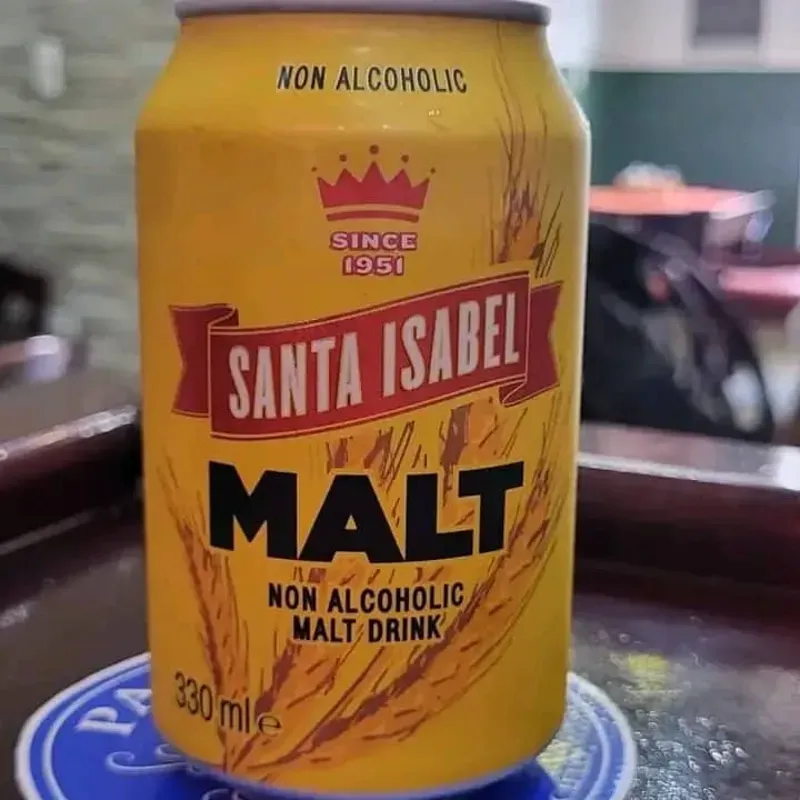 NON ALCOHOLIC
SINCE
1951
SANTA ISABEL
MALT
NON ALCOHOLIC
MALT DRINK
330 ml e